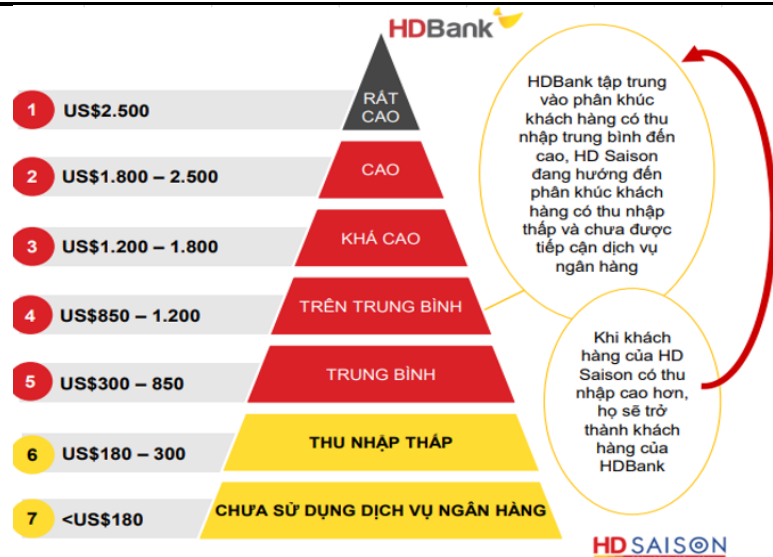 HDBank
1
US$2.500
RẤT
CAO
2
US$1.800 – 2.500
CAO
3
US$1.200 – 1.800
KHÁ CAO
4
US$850 – 1.200
TRÊN TRUNG BÌNH
5
US$300 – 850
TRUNG BÌNH
6
US$180 – 300
THU NHẬP THẤP
7
<US$180
CHƯA SỬ DỤNG DỊCH VỤ NGÂN HÀNG
HDBank tập trung
vào phân khúc
khách hàng có thu
nhập trung bình đến
cao, HD Saison
đang hướng đến
phân khúc khách
hàng có thu nhập
thấp và chưa được
tiếp cận dịch vụ
ngân hàng
Khi khách
hàng của HD
Saison có thu
nhập cao hơn,
họ sẽ trở
thành khách
hàng của
HDBank
HD SAISON